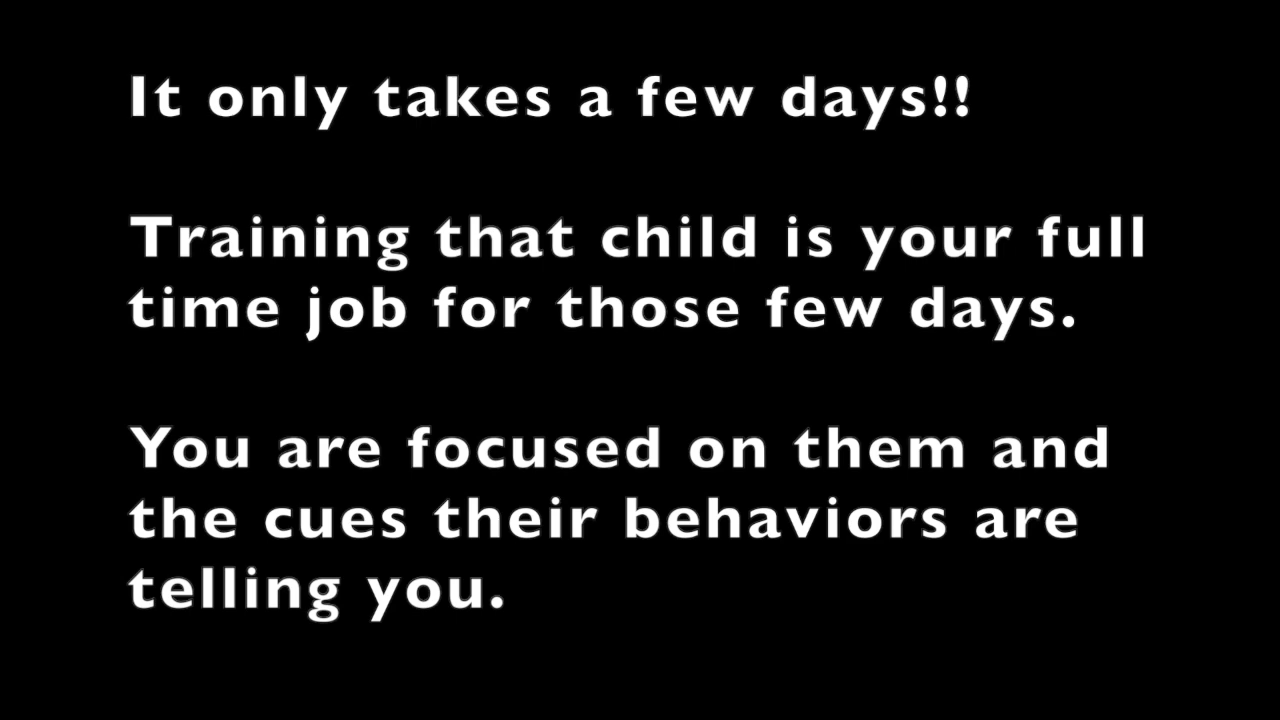 It only takes a few days!!
Training that child is your full
time job for those few days.
You are focused on them and
the cues their behaviors are
telling you.